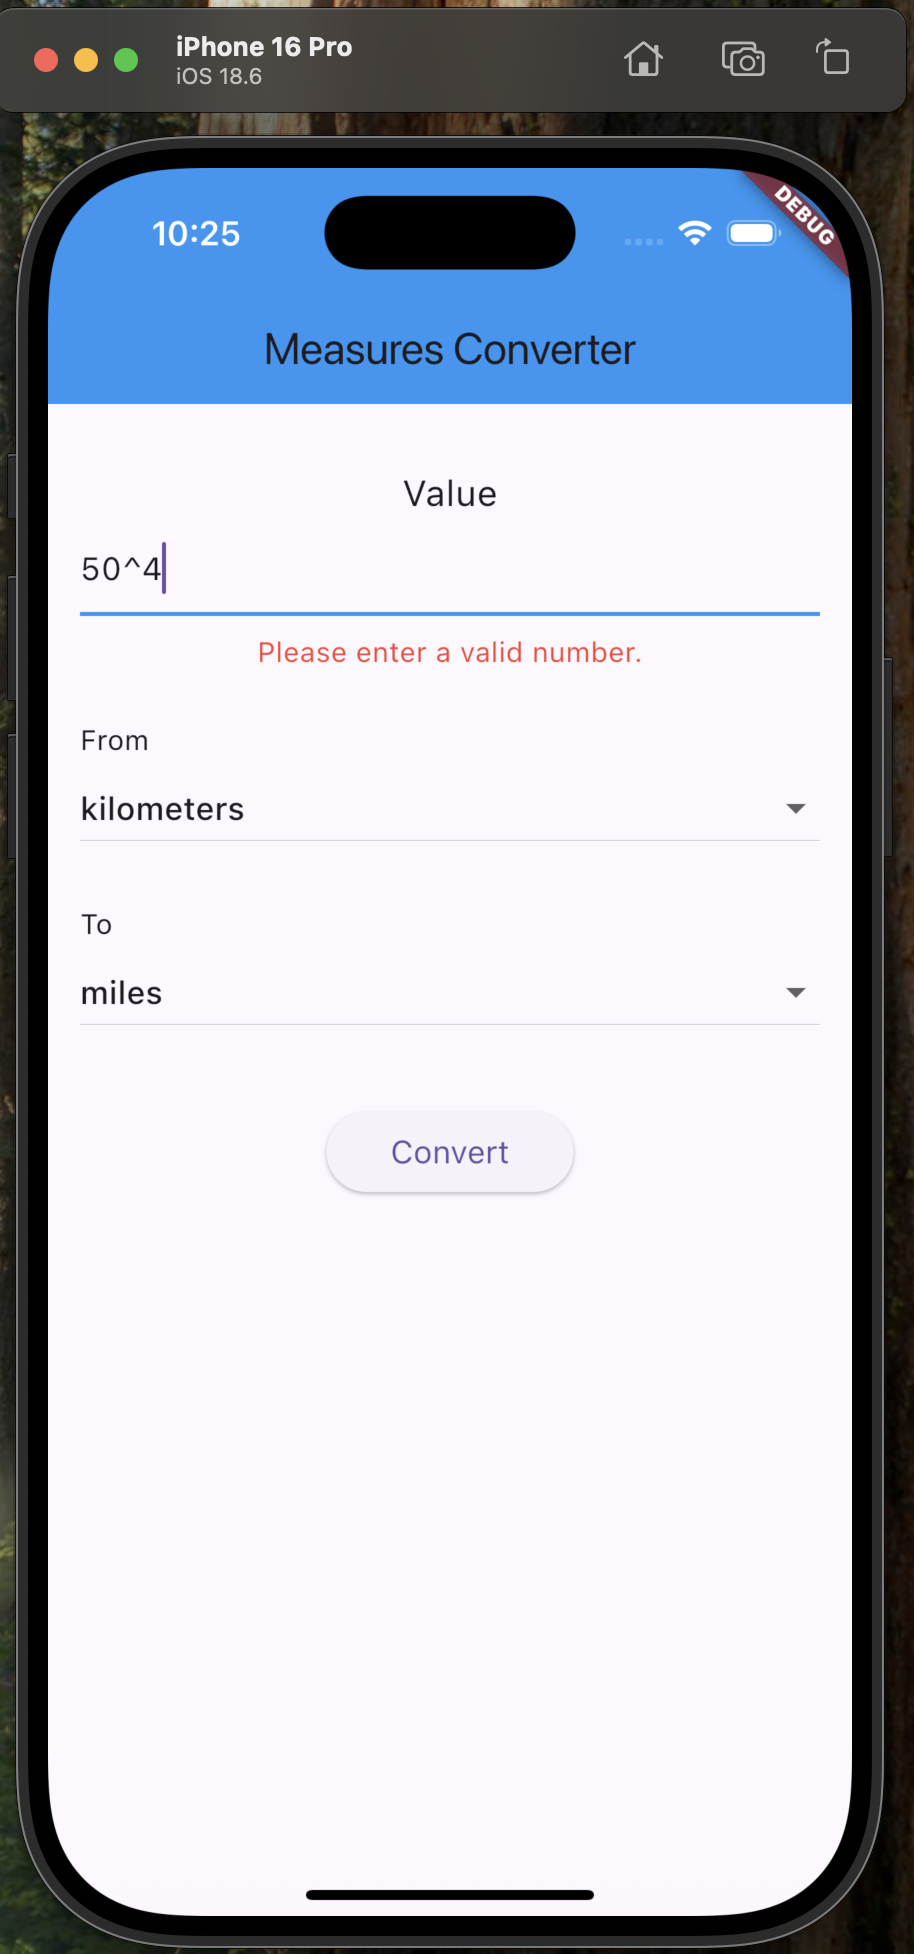 iPhone 16 Pro
iOS 18.6
10:25
DEBUG
Measures Converter
Value
50^4
Please enter a valid number.
From
kilometers
To
miles
Convert